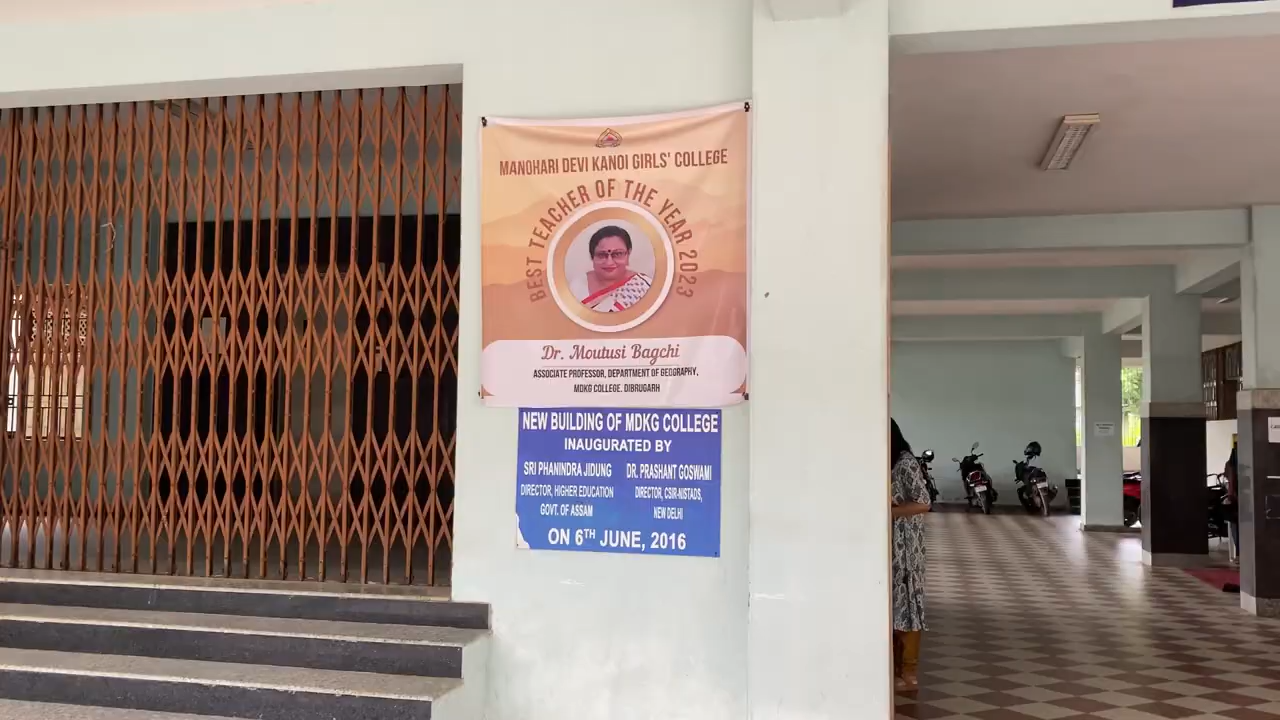 MANOHARI DEVI KANOI GIRLS' COLLEGE
BEST TEACHER OF THE YEAR 2023
Dr. Moutusi Bagchi
ASSOCIATE PROFESSOR, DEPARTMENT OF GEOGRAPHY,
MDKG COLLEGE, DIBRUGARH
NEW BUILDING OF MDKG COLLEGE
INAUGURATED BY
SRI PHANINDRA JIDUNG DR. PRASHANT GOSWAMI
DIRECTOR, HIGHER EDUCATION DIRECTOR, CSIR-NISTADS,
GOVT. OF ASSAM NEW DELHI
ON 6TH JUNE, 2016